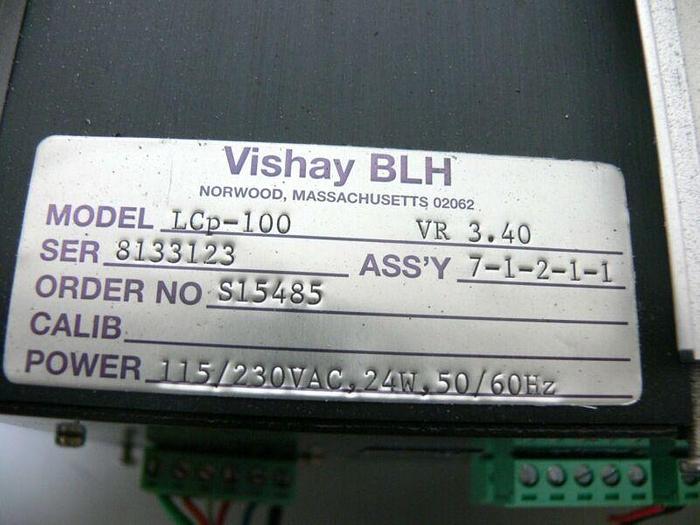 Vishay BLH
NORWOOD, MASSACHUSETTS 02062
MODEL LCp-100 VR 3.40
SER 8133123 ASS'Y 7-1-2-1-1
ORDER NO S15485
CALIB
POWER 115/230VAC,24W,50/60Hz